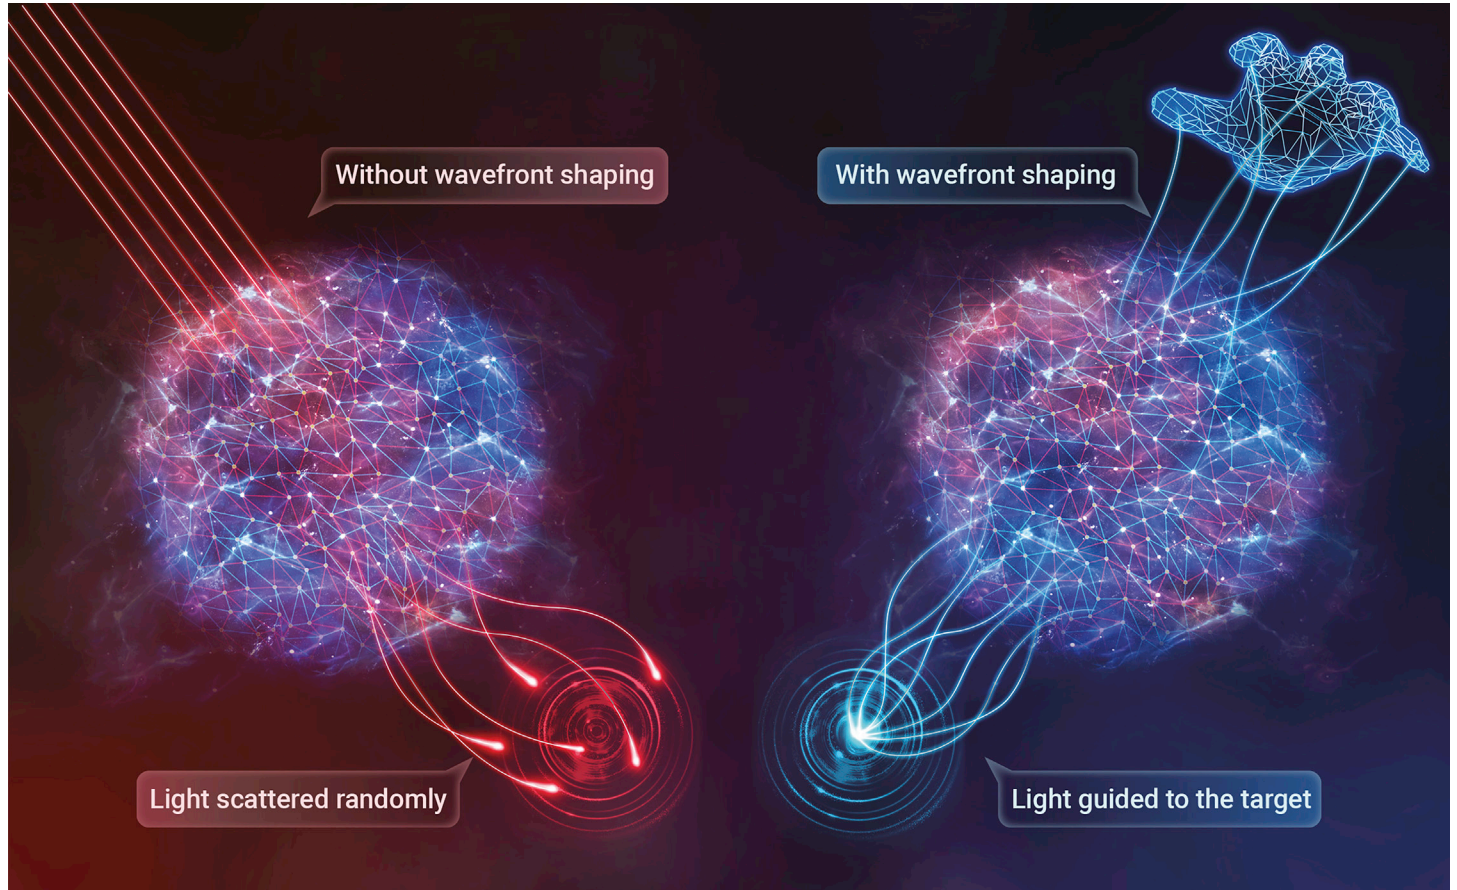 Without wavefront shaping
With wavefront shaping
Light scattered randomly
Light guided to the target